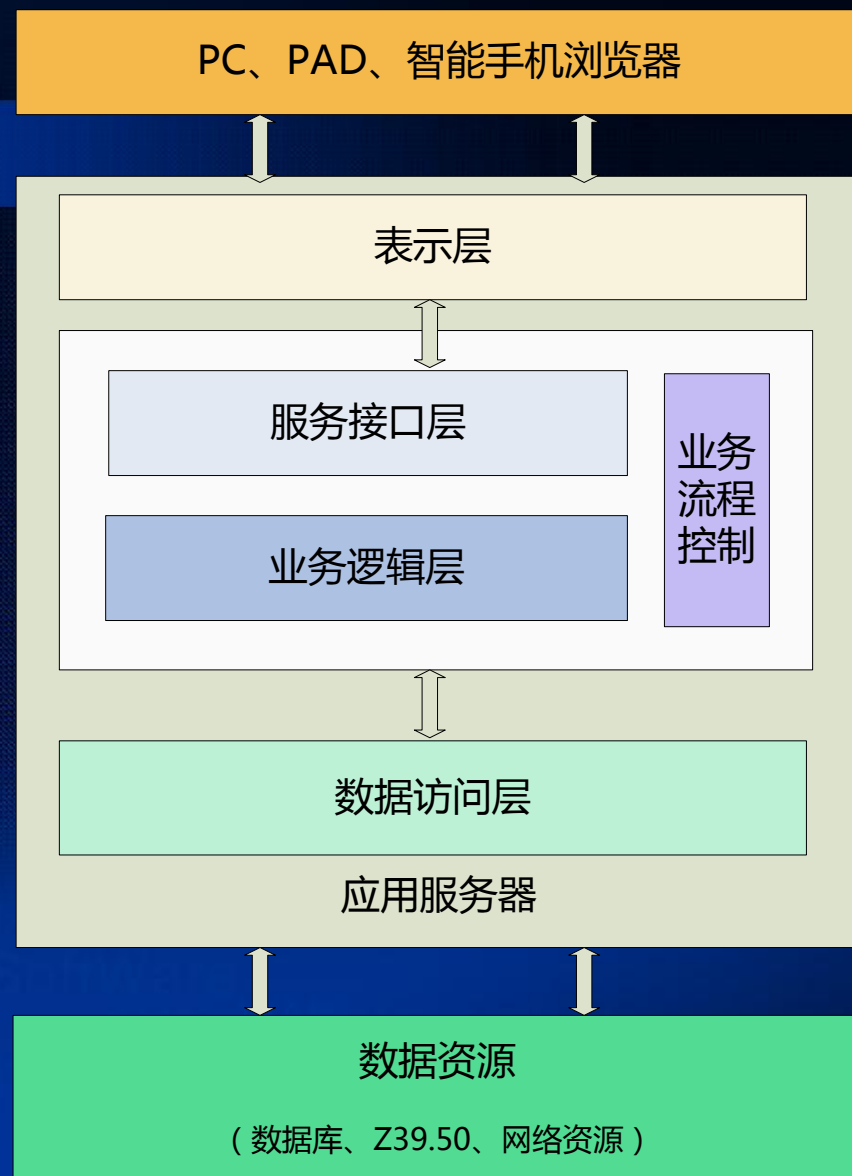 PC、PAD、智能手机浏览器
表示层
服务接口层
业务
流程
控制
业务逻辑层
数据访问层
应用服务器
数据资源
（数据库、Z39.50、网络资源）